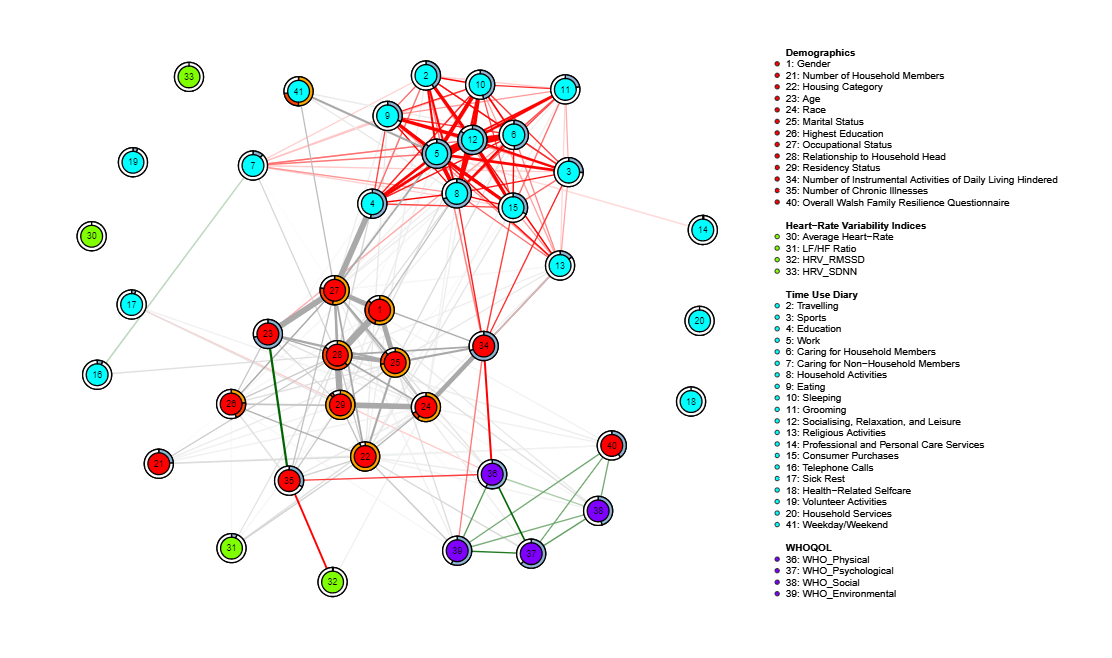 33
41
2
10
11
9
6
12
5
19
7
3
8
4
15
14
30
13
27
17
1
20
23
34
28
25
16
26
29
24
18
40
22
21
35
36
38
31
39
37
32
Demographics
1: Gender
21: Number of Household Members
22: Housing Category
23: Age
24: Race
25: Marital Status
26: Highest Education
27: Occupational Status
28: Relationship to Household Head
29: Residency Status
34: Number of Instrumental Activities of Daily Living Hindered
35: Number of Chronic Illnesses
40: Overall Walsh Family Resilience Questionnaire
Heart−Rate Variability Indices
30: Average Heart−Rate
31: LF/HF Ratio
32: HRV_RMSSD
33: HRV_SDNN
Time Use Diary
2: Travelling
3: Sports
4: Education
5: Work
6: Caring for Household Members
7: Caring for Non−Household Members
8: Household Activities
9: Eating
10: Sleeping
11: Grooming
12: Socialising, Relaxation, and Leisure
13: Religious Activities
14: Professional and Personal Care Services
15: Consumer Purchases
16: Telephone Calls
17: Sick Rest
18: Health−Related Selfcare
19: Volunteer Activities
20: Household Services
41: Weekday/Weekend
WHOQOL
36: WHO_Physical
37: WHO_Psychological
38: WHO_Social
39: WHO_Environmental